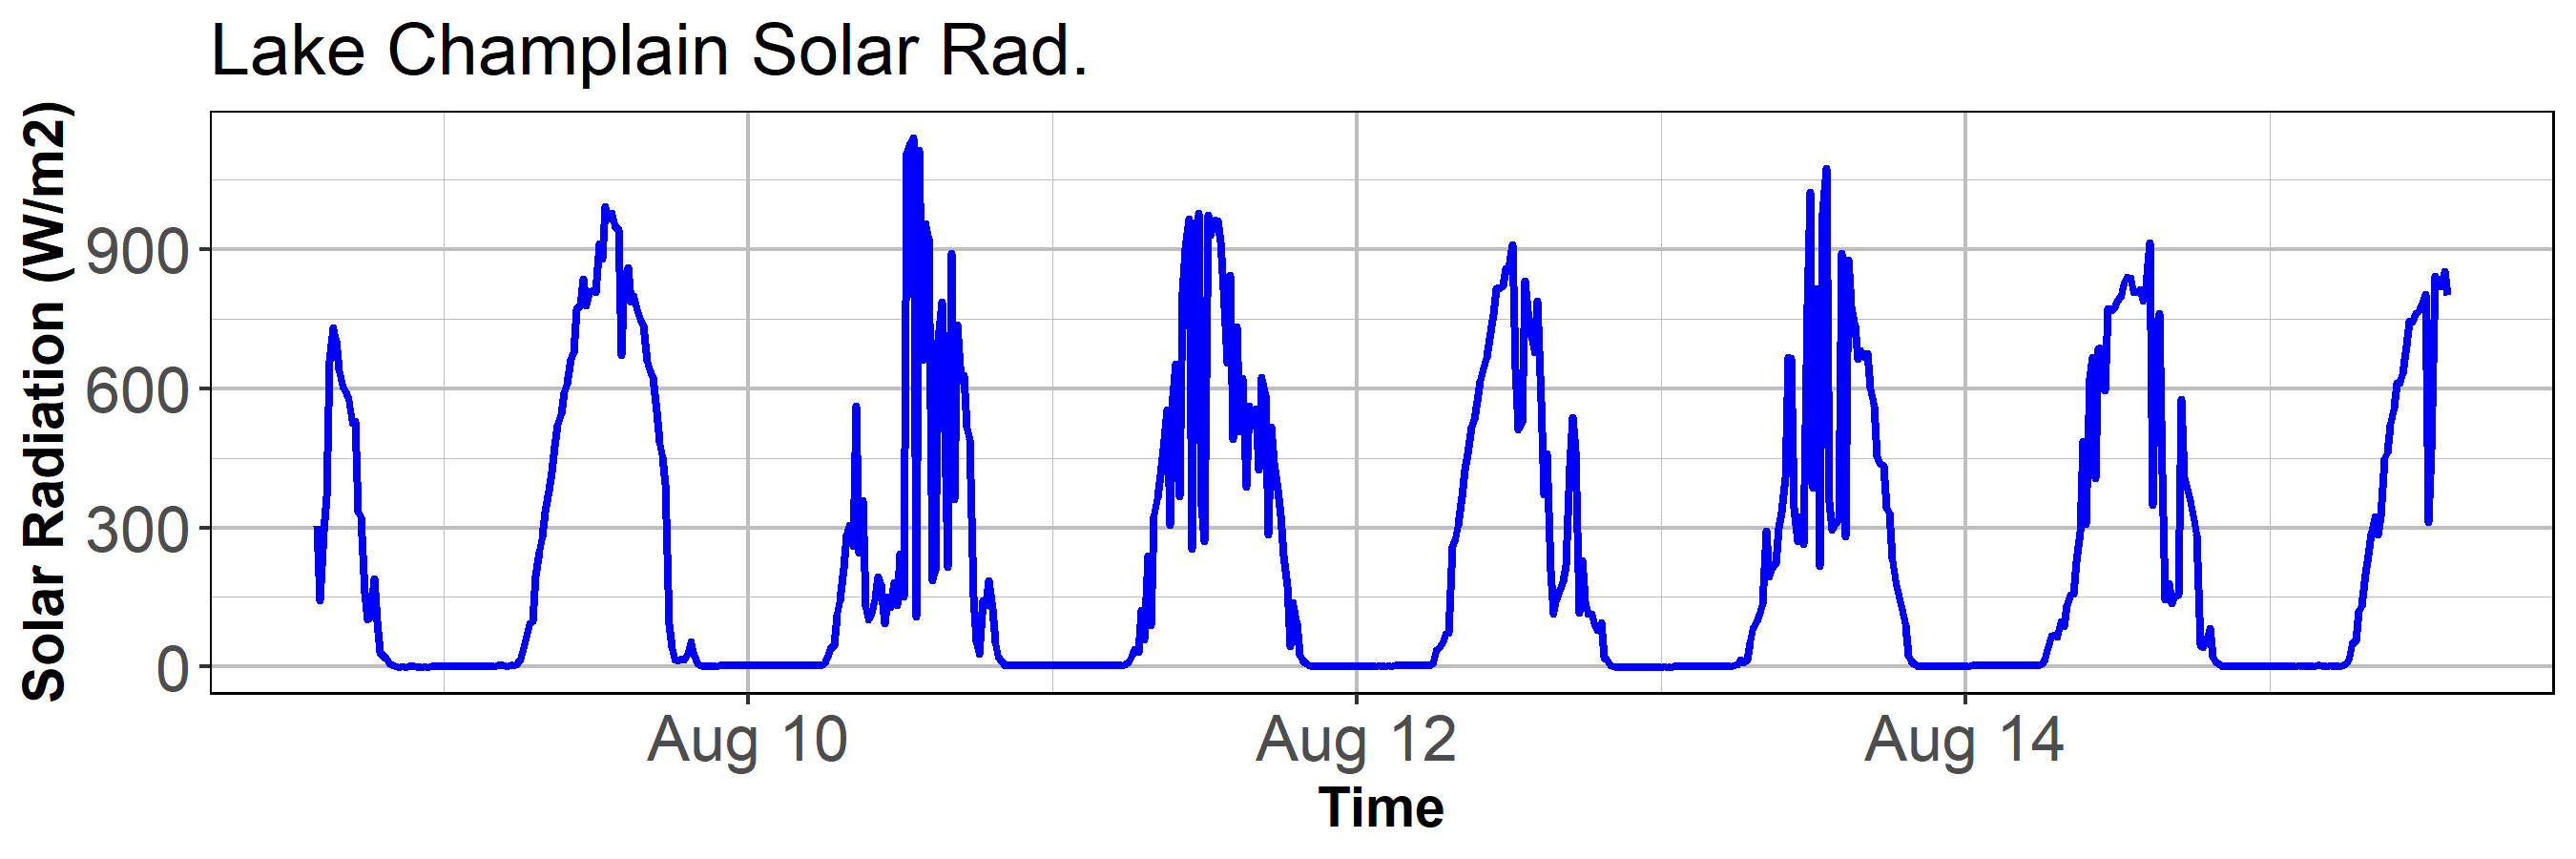 Lake Champlain Solar Rad.
Solar Radiation (W/m2)
900
600
300
0
Aug 10 Aug 12 Aug 14
Time